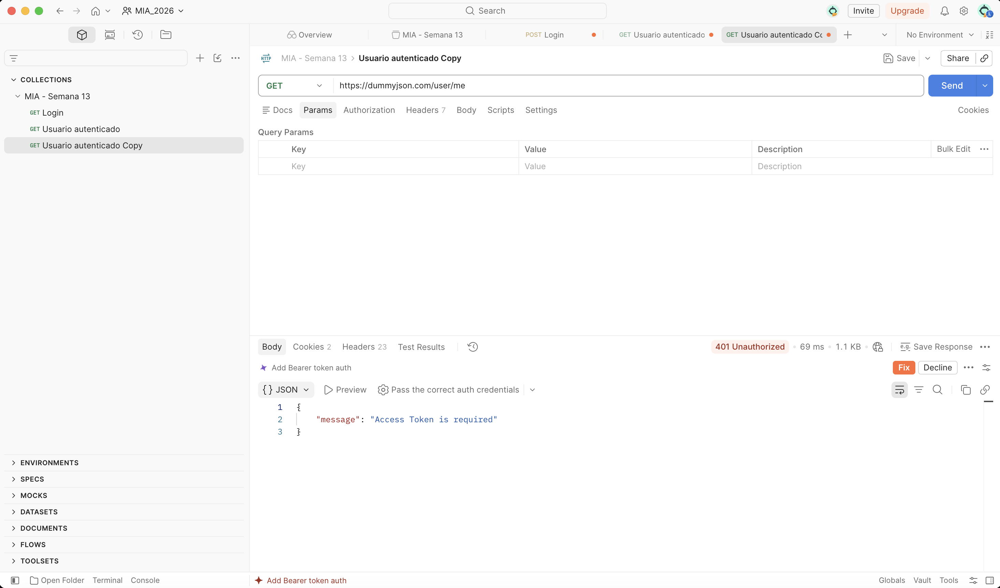 MIA_2026
Search
Invite
Upgrade
Overview
MIA - Semana 13
POST Login
GET Usuario autenticado
GET Usuario autenticado Cc
No Environment
COLLECTIONS
MIA - Semana 13
GET Login
GET Usuario autenticado
GET Usuario autenticado Copy
HTTP MIA - Semana 13 > Usuario autenticado Copy
Save
Share
GET
https://dummyjson.com/user/me
Send
Docs
Params
Authorization
Headers 7
Body
Scripts
Settings
Cookies
Query Params
Key
Value
Description
Bulk Edit
Key
Value
Description
Body
Cookies 2
Headers 23
Test Results
401 Unauthorized
69 ms
1.1 KB
e.g. Save Response
Add Bearer token auth
Fix
Decline
{} JSON
Preview
Pass the correct auth credentials
1 {
2 "message": "Access Token is required"
3 }
ENVIRONMENTS
SPECS
MOCKS
DATASETS
DOCUMENTS
FLOWS
TOOLSETS
Open Folder
Terminal
Console
Add Bearer token auth
Globals
Vault
Tools